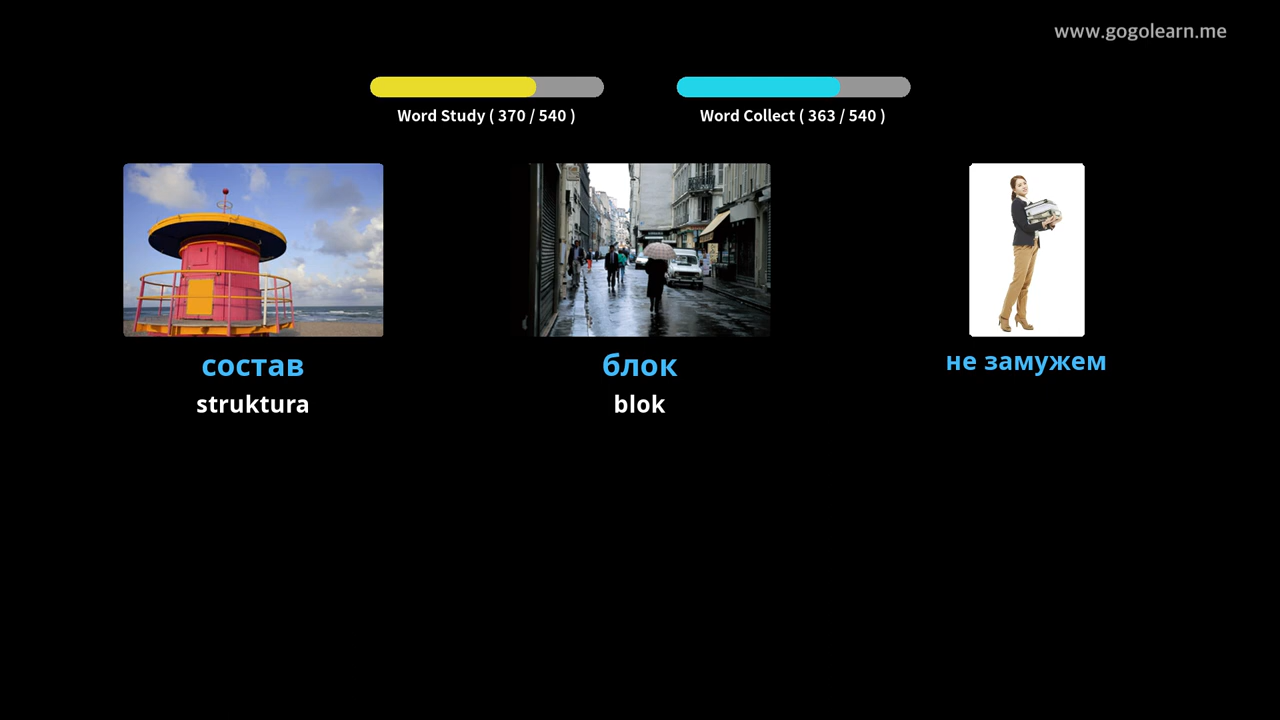 www.gogolearn.me
Word Study ( 370 / 540 )
Word Collect ( 363 / 540 )
состав
struktura
блок
blok
не замужем